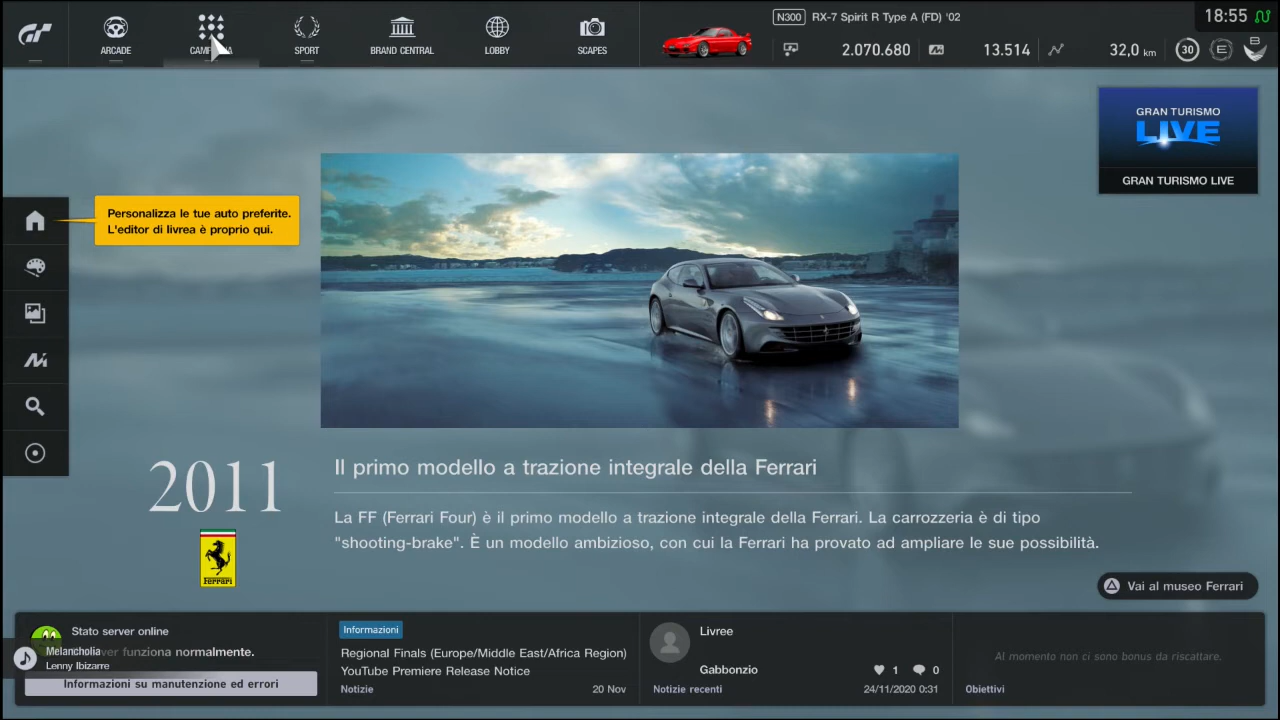 ARCADE
SPORT
BRAND CENTRAL
LOBBY
SCAPES
N300 RX-7 Spirit R Type A (FD) '02
2.070.680
13.514
32,0 km
30
E
B
18:55
GRAN TURISMO
LIVE
GRAN TURISMO LIVE
Personalizza le tue auto preferite.
L'editor di livrea è proprio qui.
2011
Ferrari
Il primo modello a trazione integrale della Ferrari
La FF (Ferrari Four) è il primo modello a trazione integrale della Ferrari. La carrozzeria è di tipo
"shooting-brake". È un modello ambizioso, con cui la Ferrari ha provato ad ampliare le sue possibilità.
Vai al museo Ferrari
Stato server online
funziona normalmente.
Melancholia
Lenny Ibizarre
Informazioni su manutenzione ed errori
Informazioni
Regional Finals (Europe/Middle East/Africa Region)
YouTube Premiere Release Notice
Notizie
20 Nov
Livree
Gabbonzio
1
0
Notizie recenti
24/11/2020 0:31
Al momento non ci sono bonus da riscattare.
Obiettivi